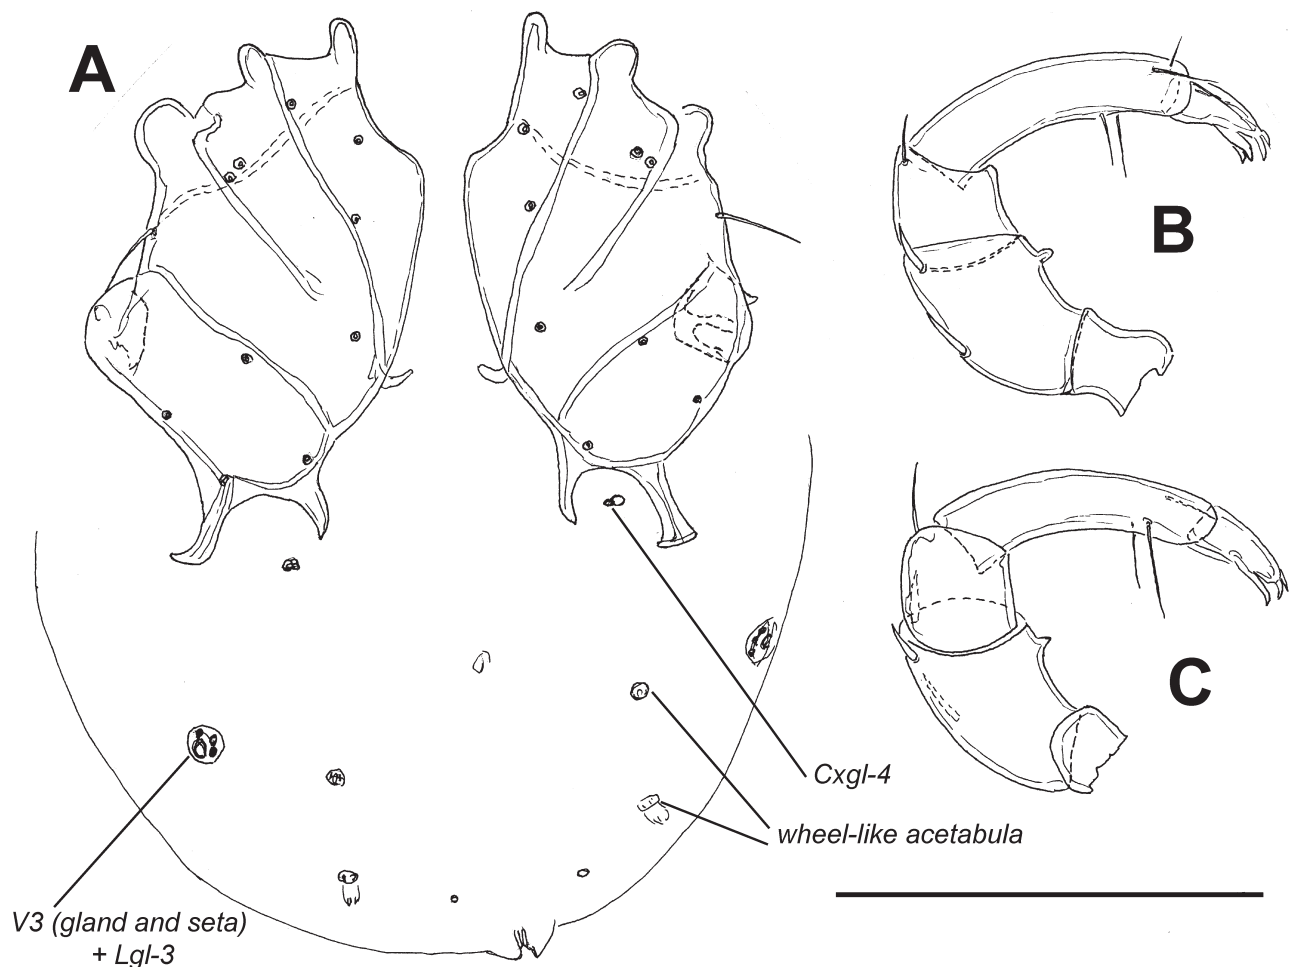 A
B
C
Cxgl-4
wheel-like acetabula
V3 (gland and seta)
+ Lgl-3